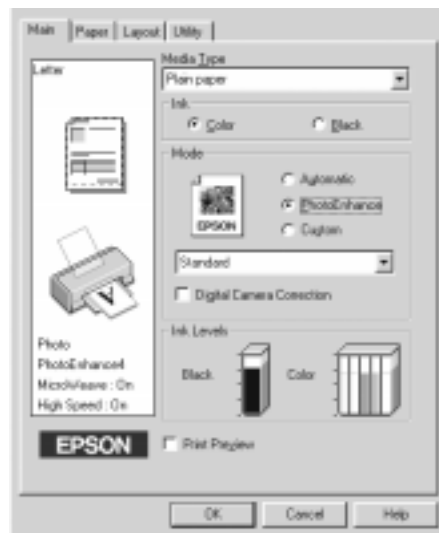 Main Paper Layout Utility
Letter
Media Type
Plain paper
Ink
Color Black
Mode
Automatic
PhotoEnhance
Custom
EPSON
Standard
Digital Camera Correction
Ink Levels
Black Color
Photo
PhotoEnhance4
MicroWeave : On
High Speed : On
EPSON
Print Preview
OK Cancel Help